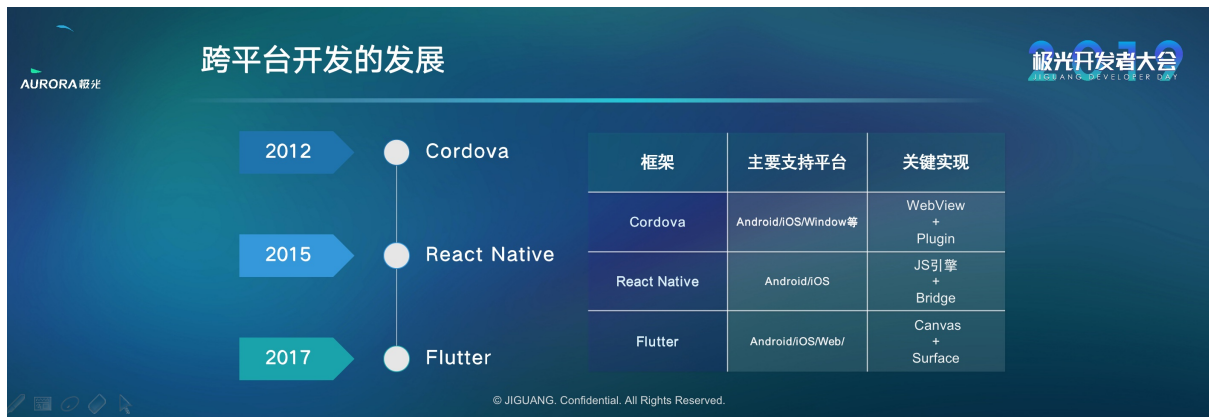 跨平台开发的发展
AURORA极光
2019
极光开发者大会
JIGUANG DEVELOPER DAY
2012
Cordova
2015
React Native
2017
Flutter
框架
主要支持平台
关键实现
Cordova
Android/iOS/Window等
WebView
+
Plugin
React Native
Android/iOS
JS引擎
+
Bridge
Flutter
Android/iOS/Web/
Canvas
+
Surface
© JIGUANG. Confidential. All Rights Reserved.